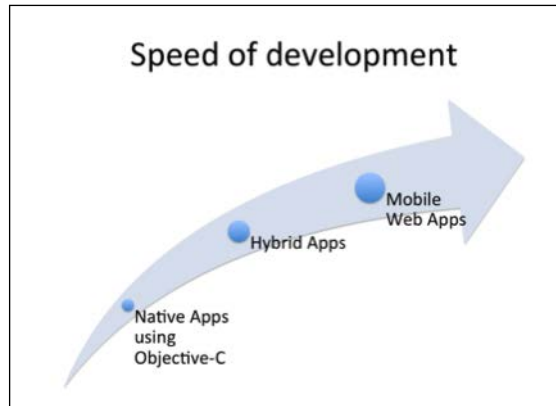 Speed of development
Mobile
Web Apps
Hybrid Apps
Native Apps
using
Objective-C